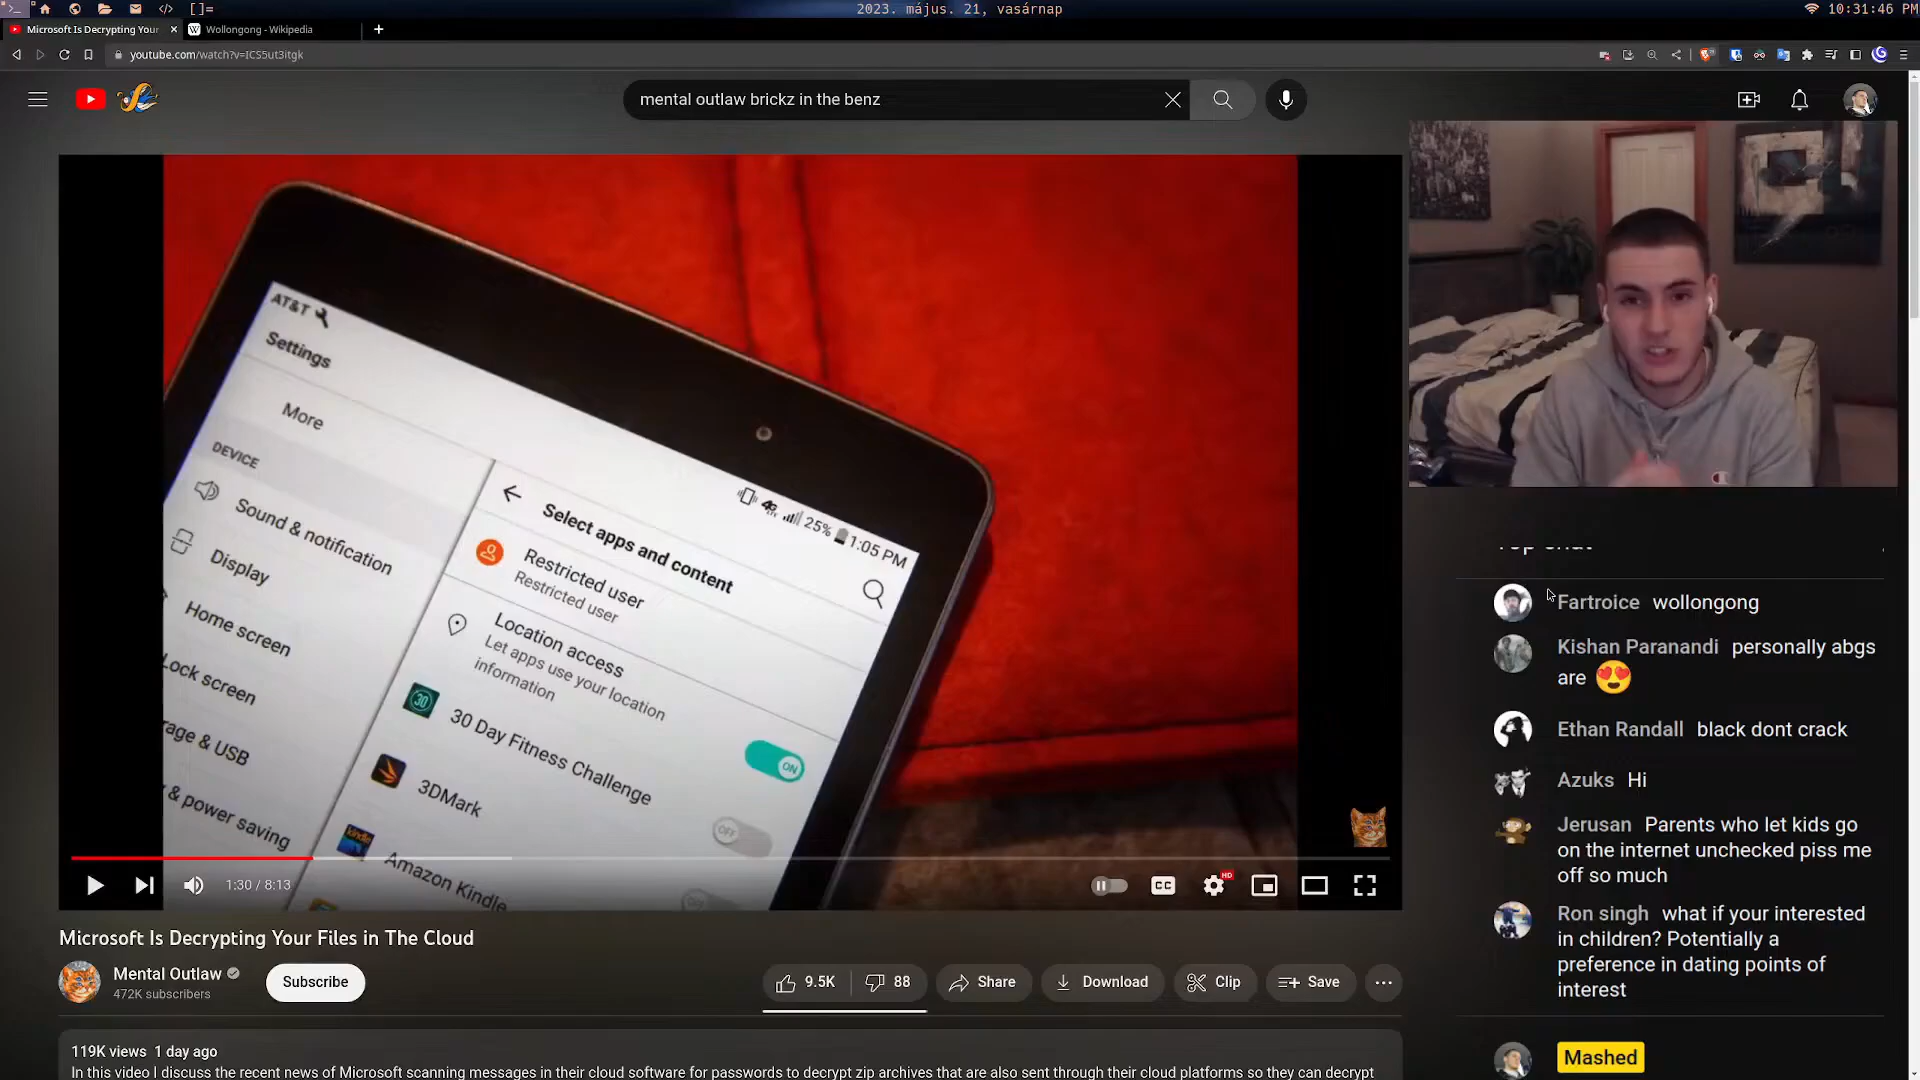 2023. május. 21, vasárnap
10:31:46 PM
Microsoft Is Decrypting Your
Wollongong - Wikipedia
youtube.com/watch?v=ICS5ut3itgk
mental outlaw brickz in the benz
AT&T
Settings
More
DEVICE
Sound & notification
Display
Home screen
Lock screen
rage & USB
y & power saving
4G
25%
1:05 PM
Select apps and content
Restricted user
Restricted user
Location access
Let apps use your location
information
30 Day Fitness Challenge
ON
3DMark
OFF
kindle
Amazon Kindle
1:30 / 8:13
CC
HD
Microsoft Is Decrypting Your Files in The Cloud
Mental Outlaw
472K subscribers
Subscribe
9.5K
88
Share
Download
Clip
Save
119K views 1 day ago
In this video I discuss the recent news of Microsoft scanning messages in their cloud software for passwords to decrypt zip archives that are also sent through their cloud platforms so they can decrypt
Top chat
Fartroice wollongong
Kishan Paranandi personally abgs
are 😍
Ethan Randall black dont crack
Azuks Hi
Jerusan Parents who let kids go
on the internet unchecked piss me
off so much
Ron singh what if your interested
in children? Potentially a
preference in dating points of
interest
Mashed